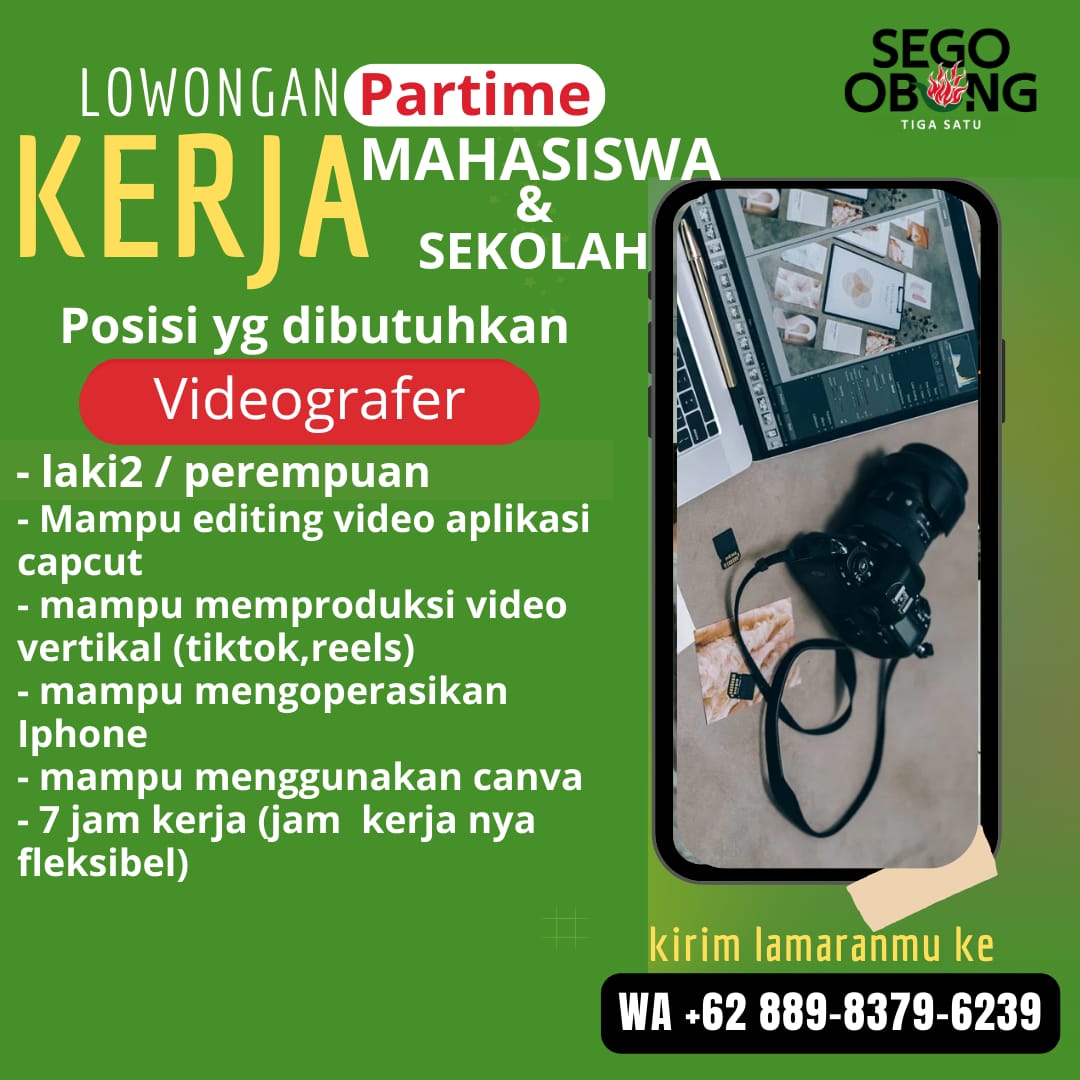 SEGO
OBONG
TIGA SATU
LOWONGAN Partime
KERJA MAHASISWA
&
SEKOLAH
Posisi yg dibutuhkan
Videografer
- laki2 / perempuan
- Mampu editing video aplikasi
capcut
- mampu memproduksi video
vertikal (tiktok,reels)
- mampu mengoperasikan
Iphone
- mampu menggunakan canva
- 7 jam kerja (jam  kerja nya
fleksibel)
kirim lamaranmu ke
WA +62 889-8379-6239